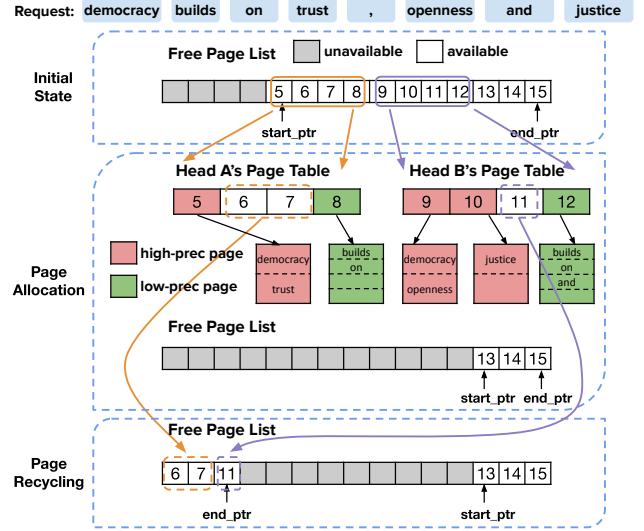 Request: democracy builds on trust , openness and justice
Free Page List unavailable available
Initial State
5 6 7 8 9 10 11 12 13 14 15
start_ptr end_ptr
Head A's Page Table Head B's Page Table
5 6 7 8 9 10 11 12
high-prec page
low-prec page
Page Allocation
democracy trust
builds on
democracy openness
justice
builds on and
Free Page List
13 14 15
start_ptr end_ptr
Free Page List
Page Recycling
6 7 11 13 14 15
end_ptr start_ptr